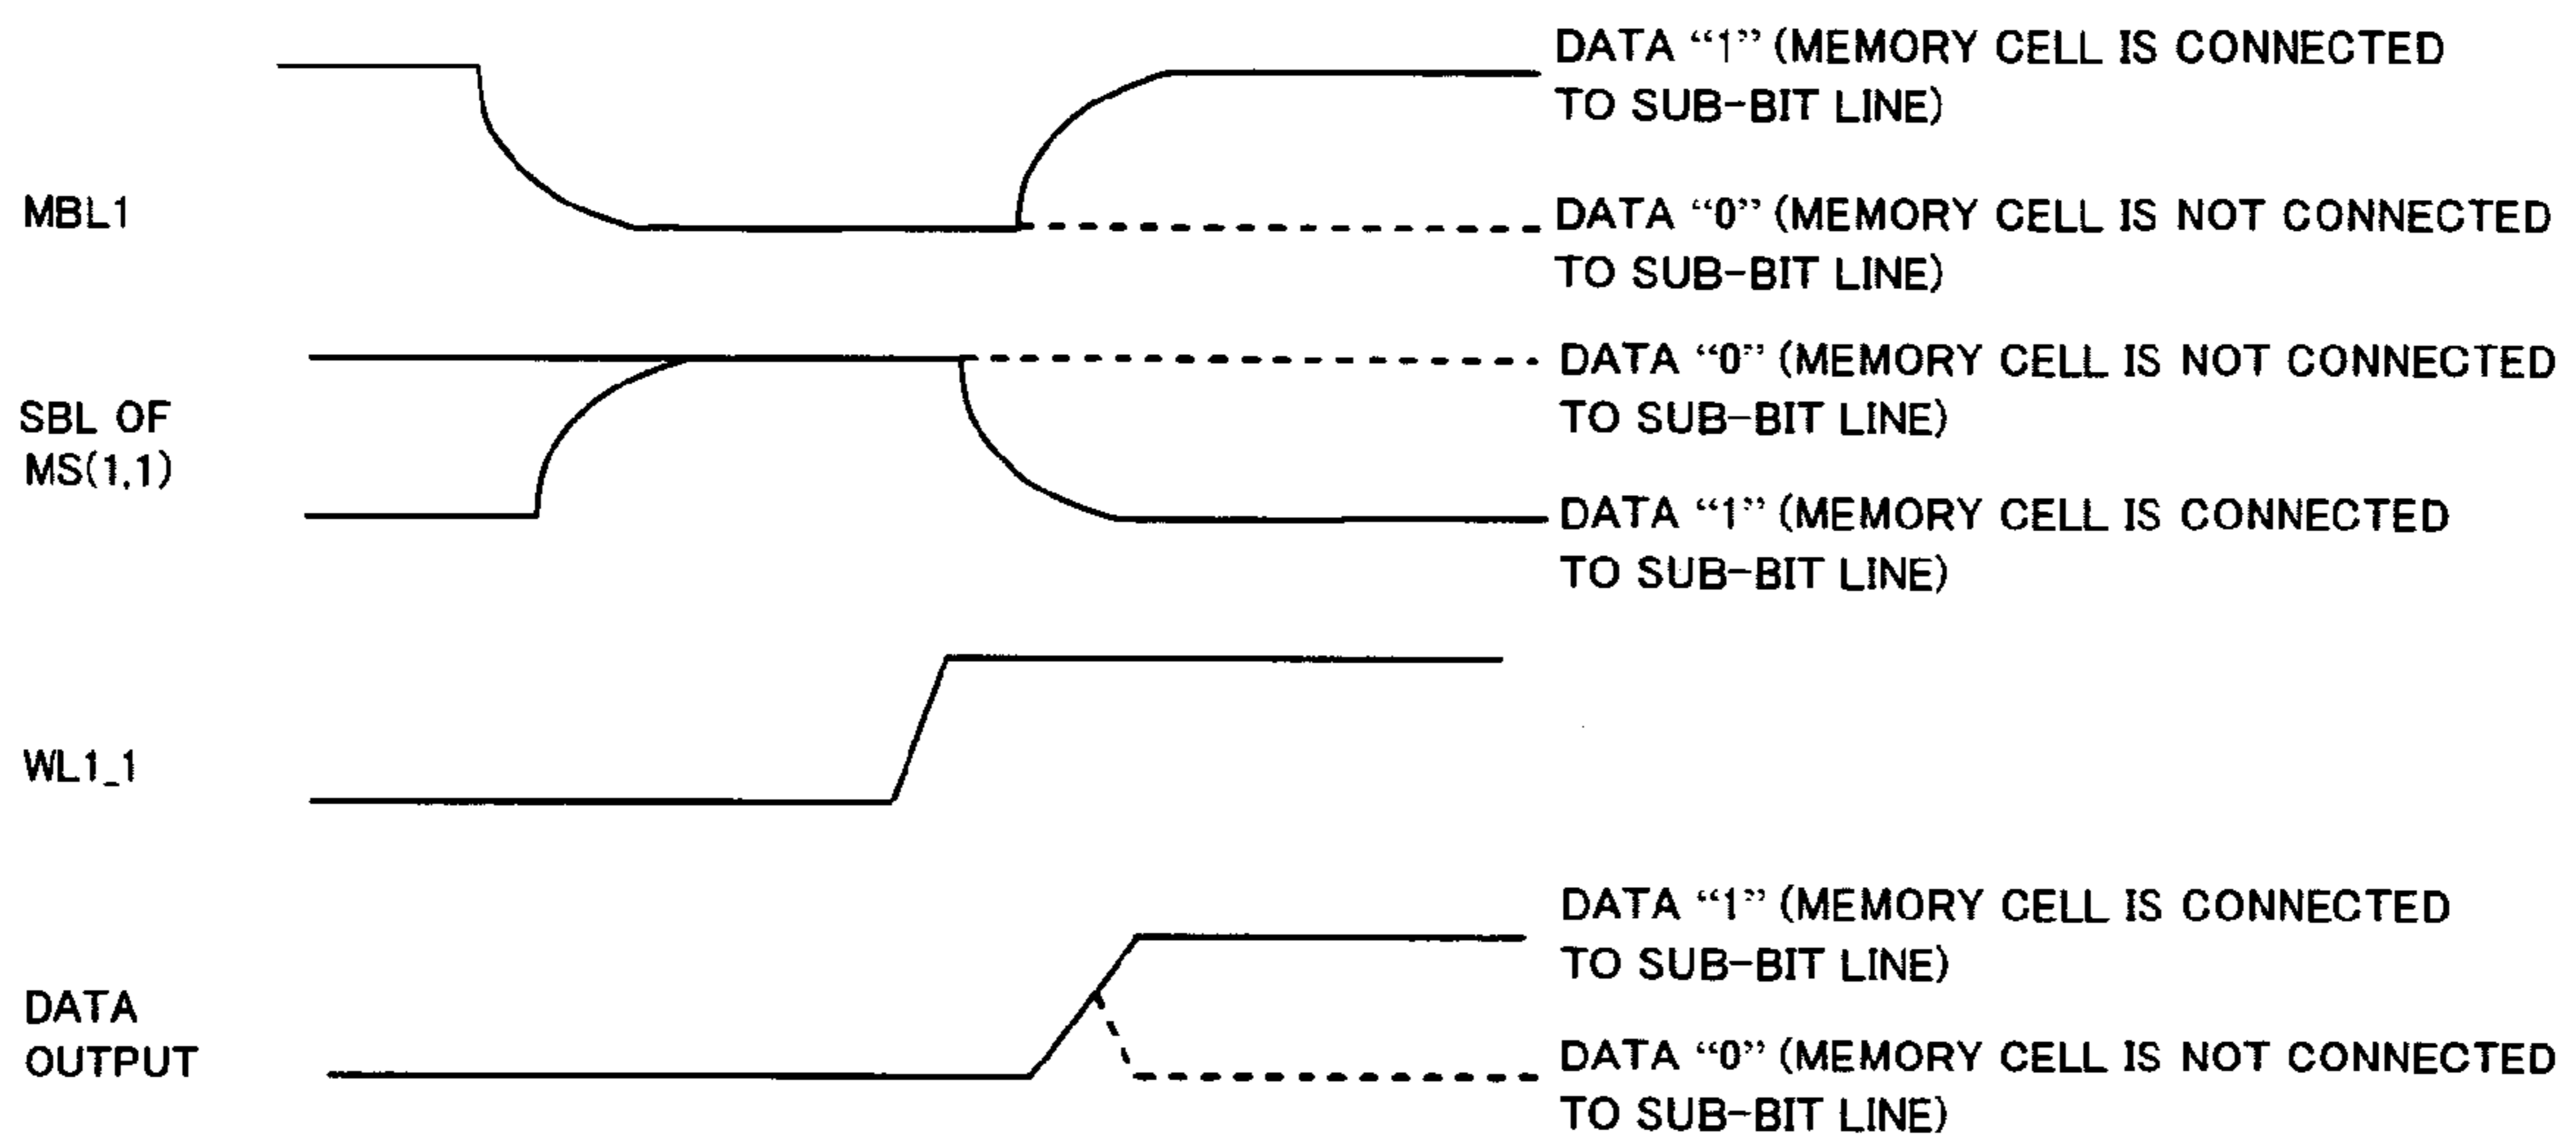 DATA “1” (MEMORY CELL IS CONNECTED
TO SUB-BIT LINE)
MBL1
DATA “0” (MEMORY CELL IS NOT CONNECTED
TO SUB-BIT LINE)
DATA “0” (MEMORY CELL IS NOT CONNECTED
TO SUB-BIT LINE)
SBL OF
MS(1,1)
DATA “1” (MEMORY CELL IS CONNECTED
TO SUB-BIT LINE)
WL1_1
DATA “1” (MEMORY CELL IS CONNECTED
TO SUB-BIT LINE)
DATA
OUTPUT
DATA “0” (MEMORY CELL IS NOT CONNECTED
TO SUB-BIT LINE)